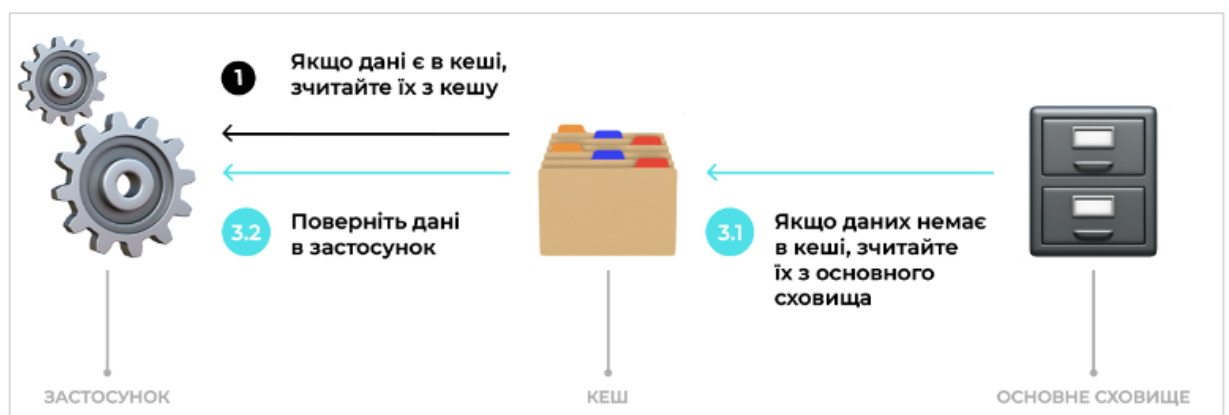 1
Якщо дані є в кеші,
зчитайте їх з кешу
3.2
Поверніть дані
в застосунок
3.1
Якщо даних немає
в кеші, зчитайте
їх з основного
сховища
ЗАСТОСУНОК
КЕШ
ОСНОВНЕ СХОВИЩЕ